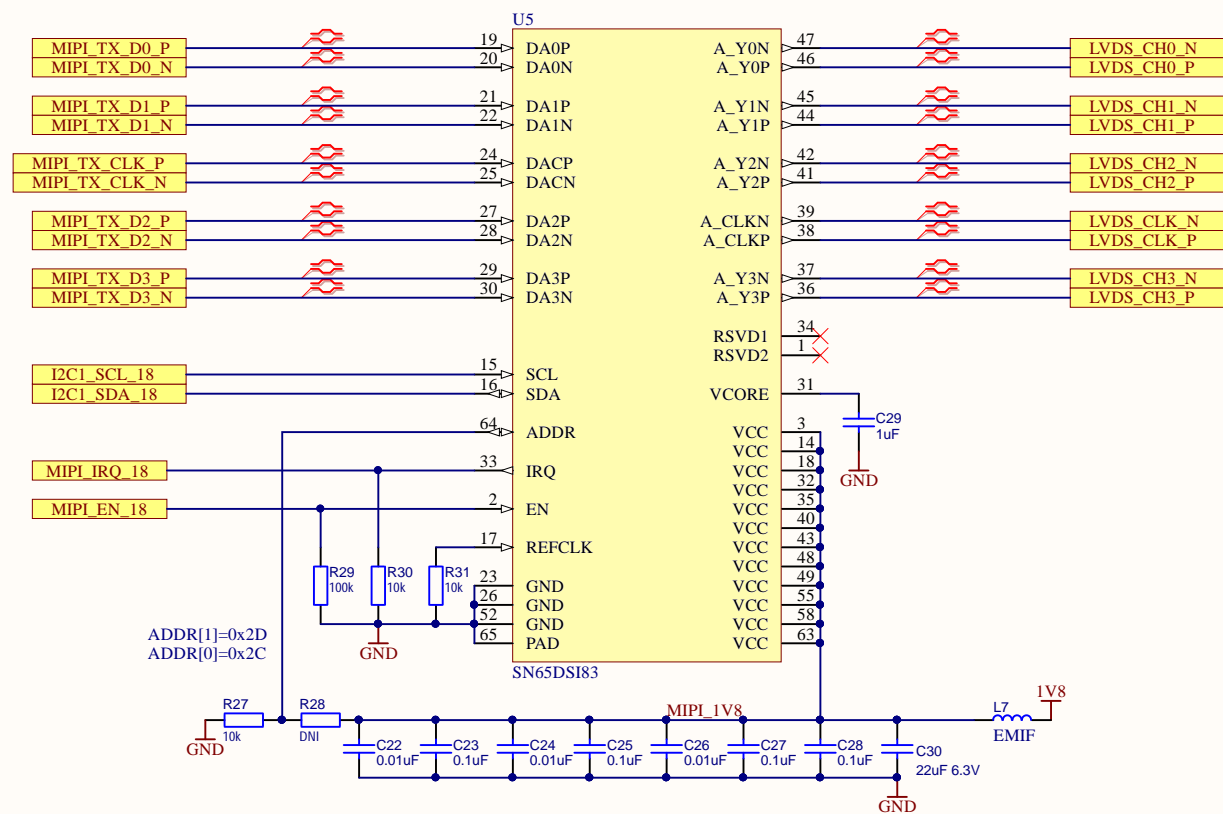 U5
MIPI_TX_D0_P 19 DA0P A_Y0N 47 LVDS_CH0_N
MIPI_TX_D0_N 20 DA0N A_Y0P 46 LVDS_CH0_P
MIPI_TX_D1_P 21 DA1P A_Y1N 45 LVDS_CH1_N
MIPI_TX_D1_N 22 DA1N A_Y1P 44 LVDS_CH1_P
MIPI_TX_CLK_P 24 DACP A_Y2N 42 LVDS_CH2_N
MIPI_TX_CLK_N 25 DACN A_Y2P 41 LVDS_CH2_P
MIPI_TX_D2_P 27 DA2P A_CLKN 39 LVDS_CLK_N
MIPI_TX_D2_N 28 DA2N A_CLKP 38 LVDS_CLK_P
MIPI_TX_D3_P 29 DA3P A_Y3N 37 LVDS_CH3_N
MIPI_TX_D3_N 30 DA3N A_Y3P 36 LVDS_CH3_P
RSVD1 34
RSVD2 1
I2C1_SCL_18 15 SCL
I2C1_SDA_18 16 SDA VCORE 31
C29
1uF
GND
64 ADDR VCC 3
VCC 14
MIPI_IRQ_18 33 IRQ VCC 18
VCC 32
MIPI_EN_18 2 EN VCC 35
VCC 40
17 REFCLK VCC 43
VCC 48
R29
100k
R30
10k
R31
10k
23 GND VCC 49
26 GND VCC 55
52 GND VCC 58
65 PAD VCC 63
GND
ADDR[1]=0x2D
ADDR[0]=0x2C
SN65DSI83
R27
10k
GND
R28
DNI
MIPI_1V8
L7
EMIF
1V8
C22
0.01uF
C23
0.1uF
C24
0.01uF
C25
0.1uF
C26
0.01uF
C27
0.1uF
C28
0.1uF
C30
22uF 6.3V
GND